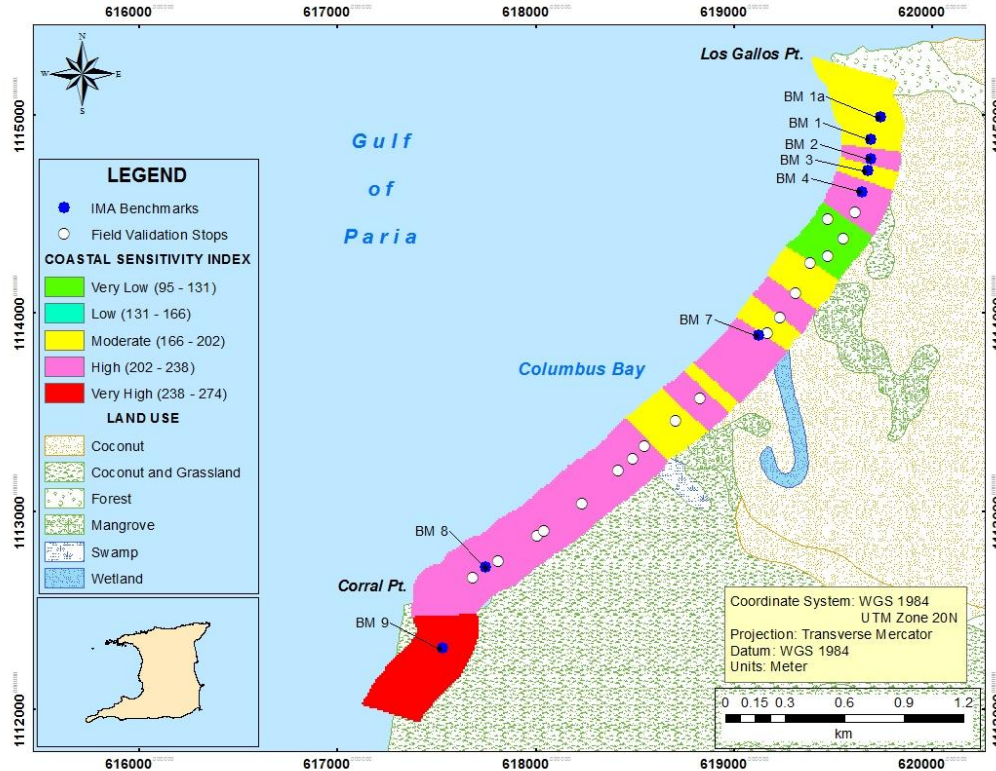 616000 617000 618000 619000 620000
Los Gallos Pt.
BM 1a
BM 1
BM 2
BM 3
BM 4
BM 7
BM 8
BM 9
Gulf
of
Paria
Columbus Bay
Corral Pt.
N
W E
S
LEGEND
IMA Benchmarks
Field Validation Stops
COASTAL SENSITIVITY INDEX
Very Low (95 - 131)
Low (131 - 166)
Moderate (166 - 202)
High (202 - 238)
Very High (238 - 274)
LAND USE
Coconut
Coconut and Grassland
Forest
Mangrove
Swamp
Wetland
Coordinate System: WGS 1984
UTM Zone 20N
Projection: Transverse Mercator
Datum: WGS 1984
Units: Meter
0 0.15 0.3 0.6 0.9 1.2
km
1115000
1114000
1113000
1112000
1115000
1114000
1113000
1112000
616000 617000 618000 619000 620000